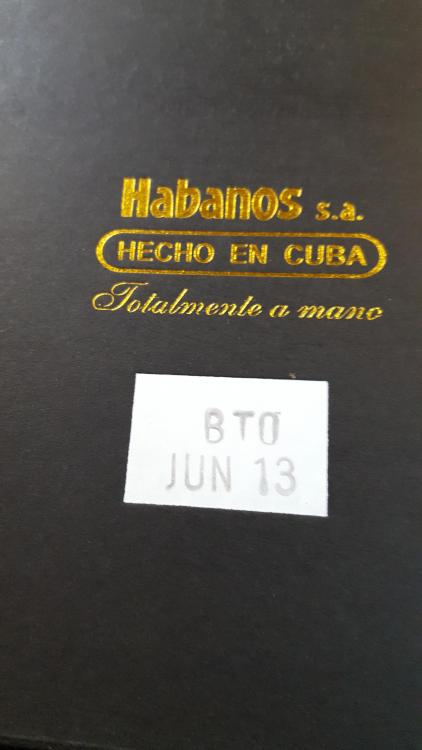 Habanos s.a.
HECHO EN CUBA
Totalmente a mano
BTO
JUN 13